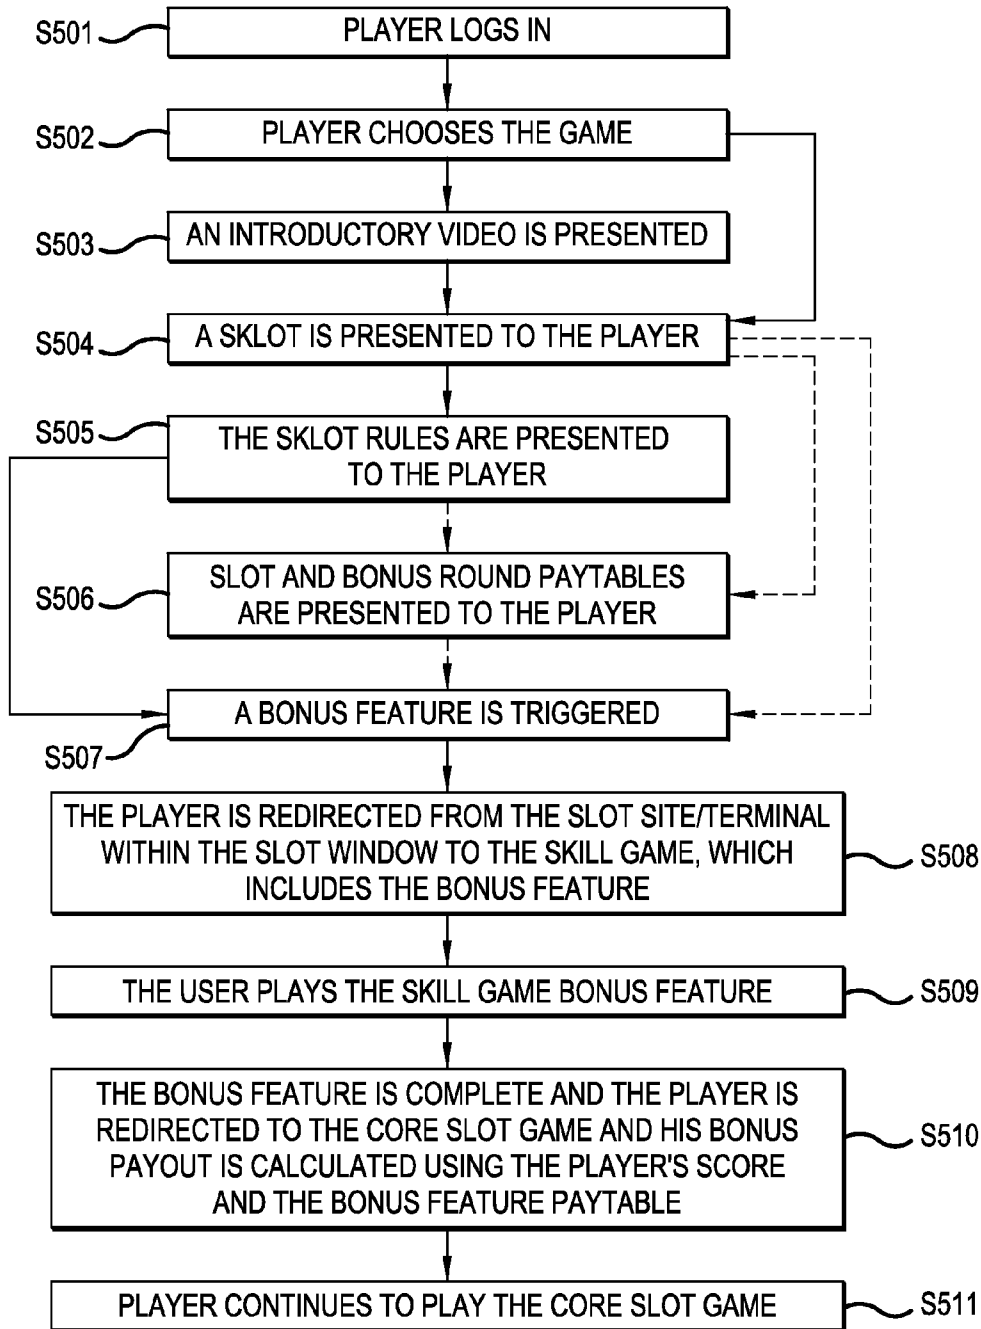 S501
PLAYER LOGS IN
S502
PLAYER CHOOSES THE GAME
S503
AN INTRODUCTORY VIDEO IS PRESENTED
S504
A SKLOT IS PRESENTED TO THE PLAYER
S505
THE SKLOT RULES ARE PRESENTED
TO THE PLAYER
S506
SLOT AND BONUS ROUND PAYTABLES
ARE PRESENTED TO THE PLAYER
A BONUS FEATURE IS TRIGGERED
S507
THE PLAYER IS REDIRECTED FROM THE SLOT SITE/TERMINAL
WITHIN THE SLOT WINDOW TO THE SKILL GAME, WHICH
INCLUDES THE BONUS FEATURE
S508
THE USER PLAYS THE SKILL GAME BONUS FEATURE
S509
THE BONUS FEATURE IS COMPLETE AND THE PLAYER IS
REDIRECTED TO THE CORE SLOT GAME AND HIS BONUS
PAYOUT IS CALCULATED USING THE PLAYER'S SCORE
AND THE BONUS FEATURE PAYTABLE
S510
PLAYER CONTINUES TO PLAY THE CORE SLOT GAME
S511